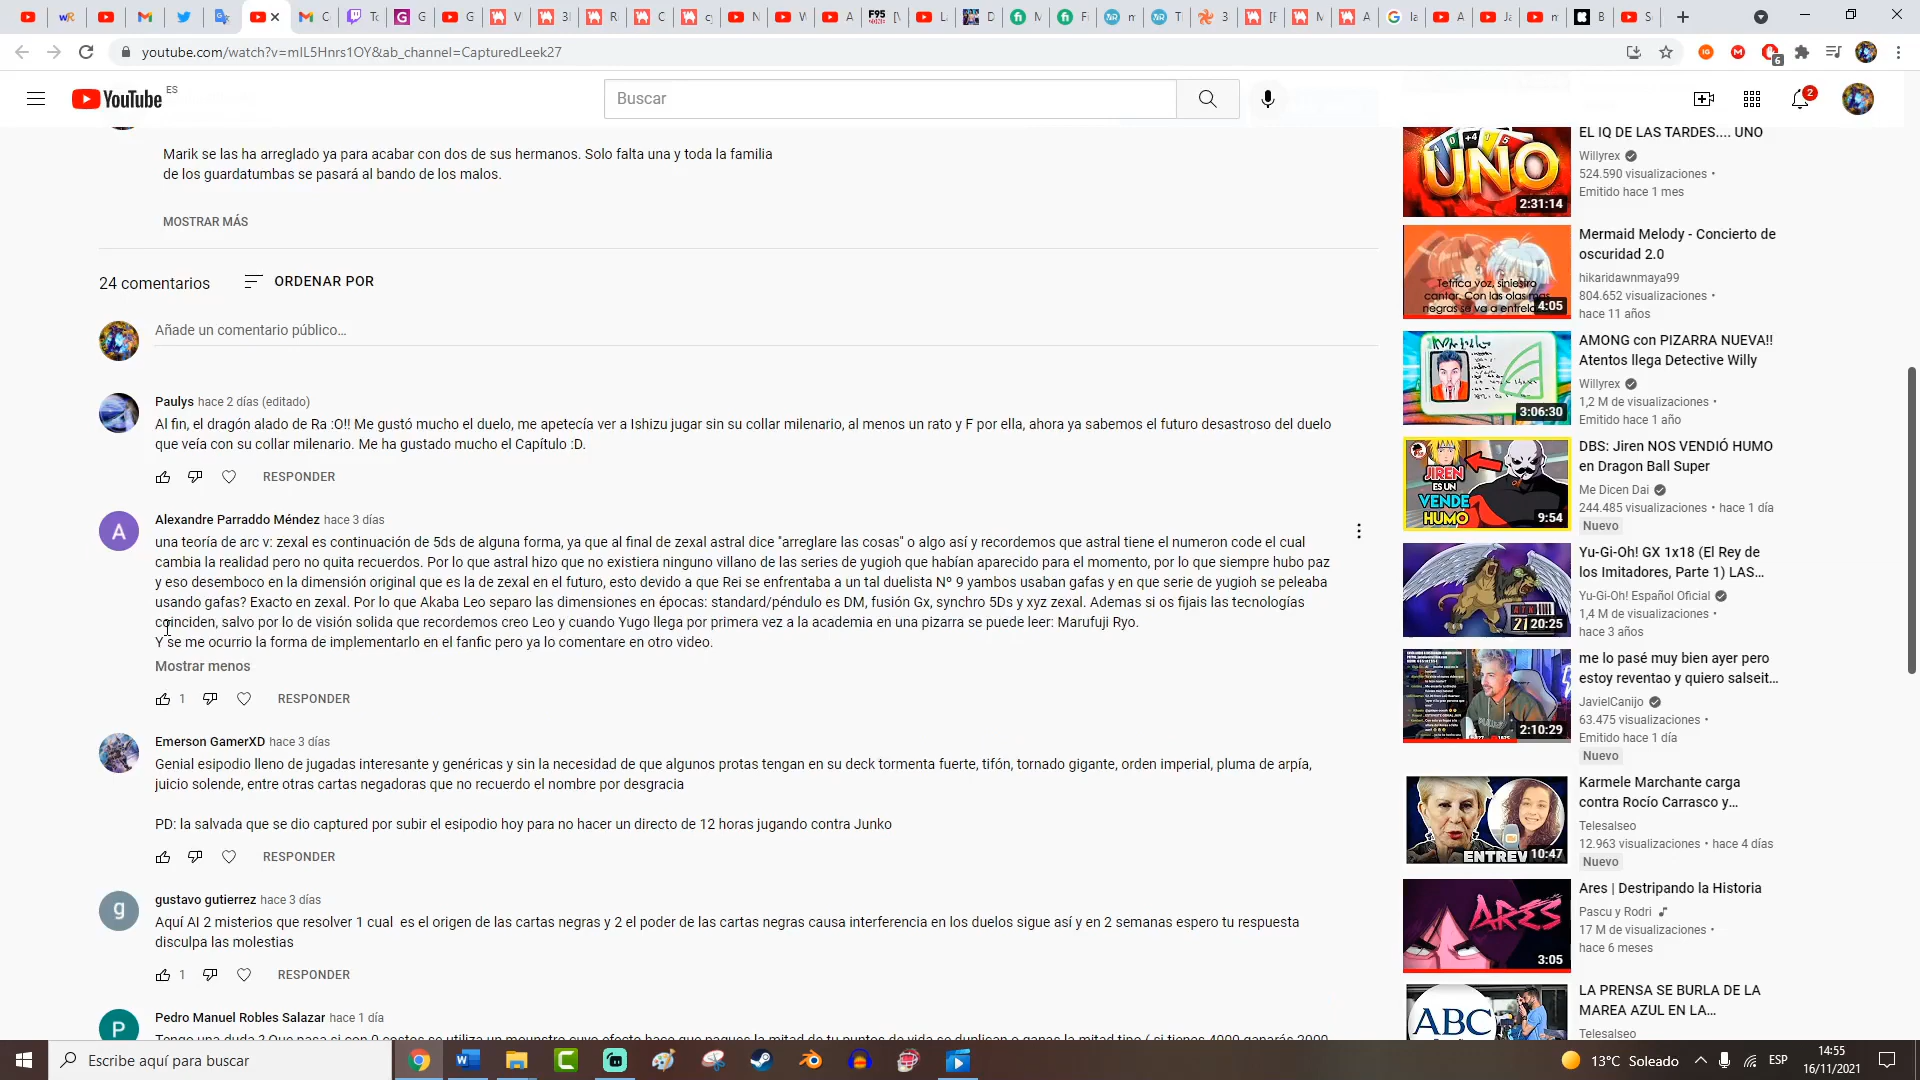 youtube.com/watch?v=mIL5Hnrs1OY&ab_channel=CapturedLeek27
6
YouTube ES
Buscar
2
Marik se las ha arreglado ya para acabar con dos de sus hermanos. Solo falta una y toda la familia
de los guardatumbas se pasará al bando de los malos.
MOSTRAR MÁS
24 comentarios
ORDENAR POR
Añade un comentario público...
Paulys hace 2 días (editado)
Al fin, el dragón alado de Ra :O!! Me gustó mucho el duelo, me apetecía ver a Ishizu jugar sin su collar milenario, al menos un rato y F por ella, ahora ya sabemos el futuro desastroso del duelo
que veía con su collar milenario. Me ha gustado mucho el Capítulo :D.
RESPONDER
A
Alexandre Parraddo Méndez hace 3 días
una teoría de arc v: zexal es continuación de 5ds de alguna forma, ya que al final de zexal astral dice "arreglare las cosas" o algo así y recordemos que astral tiene el numeron code el cual
cambia la realidad pero no quita recuerdos. Por lo que astral hizo que no existiera ninguno villano de las series de yugioh que habían aparecido para el momento, por lo que siempre hubo paz
y eso desemboco en la dimensión original que es la de zexal en el futuro, esto devido a que Rei se enfrentaba a un tal duelista Nº 9 yambos usaban gafas y en que serie de yugioh se peleaba
usando gafas? Exacto en zexal. Por lo que Akaba Leo separo las dimensiones en épocas: standard/péndulo es DM, fusión Gx, synchro 5Ds y xyz zexal. Ademas si os fijais las tecnologías
coinciden, salvo por lo de visión solida que recordemos creo Leo y cuando Yugo llega por primera vez a la academia en una pizarra se puede leer: Marufuji Ryo.
Y se me ocurrio la forma de implementarlo en el fanfic pero ya lo comentare en otro video.
Mostrar menos
1
RESPONDER
Emerson GamerXD hace 3 días
Genial esipodio lleno de jugadas interesante y genéricas y sin la necesidad de que algunos protas tengan en su deck tormenta fuerte, tifón, tornado gigante, orden imperial, pluma de arpía,
juicio solende, entre otras cartas negadoras que no recuerdo el nombre por desgracia
PD: la salvada que se dio captured por subir el esipodio hoy para no hacer un directo de 12 horas jugando contra Junko
RESPONDER
g
gustavo gutierrez hace 3 días
Aquí AI 2 misterios que resolver 1 cual  es el origen de las cartas negras y 2 el poder de las cartas negras causa interferencia en los duelos sigue así y en 2 semanas espero tu respuesta
disculpa las molestias
1
RESPONDER
P
Pedro Manuel Robles Salazar hace 1 día
EL IQ DE LAS TARDES.... UNO
Willyrex
524.590 visualizaciones •
Emitido hace 1 mes
UNO
2:31:14
Mermaid Melody - Concierto de
oscuridad 2.0
hikaridawnmaya99
804.652 visualizaciones •
hace 11 años
4:05
AMONG con PIZARRA NUEVA!!
Atentos llega Detective Willy
Willyrex
1,2 M de visualizaciones •
Emitido hace 1 año
3:06:30
DBS: Jiren NOS VENDIÓ HUMO
en Dragon Ball Super
Me Dicen Dai
244.485 visualizaciones • hace 1 día
Nuevo
JIREN
ES UN
VENDE
HUMO
9:54
Yu-Gi-Oh! GX 1x18 (El Rey de
los Imitadores, Parte 1) LAS...
Yu-Gi-Oh! Español Oficial
1,4 M de visualizaciones •
hace 3 años
20:25
me lo pasé muy bien ayer pero
estoy reventao y quiero salseit...
JavielCanijo
63.475 visualizaciones •
Emitido hace 1 día
Nuevo
2:10:29
Karmele Marchante carga
contra Rocío Carrasco y...
Telesalseo
12.963 visualizaciones • hace 4 días
Nuevo
ENTREV
10:47
Ares | Destripando la Historia
Pascu y Rodri
17 M de visualizaciones •
hace 6 meses
ARES
3:05
LA PRENSA SE BURLA DE LA
MAREA AZUL EN LA...
Telesalseo
ABC
Escribe aquí para buscar
13°C Soleado
ESP
14:55
16/11/2021